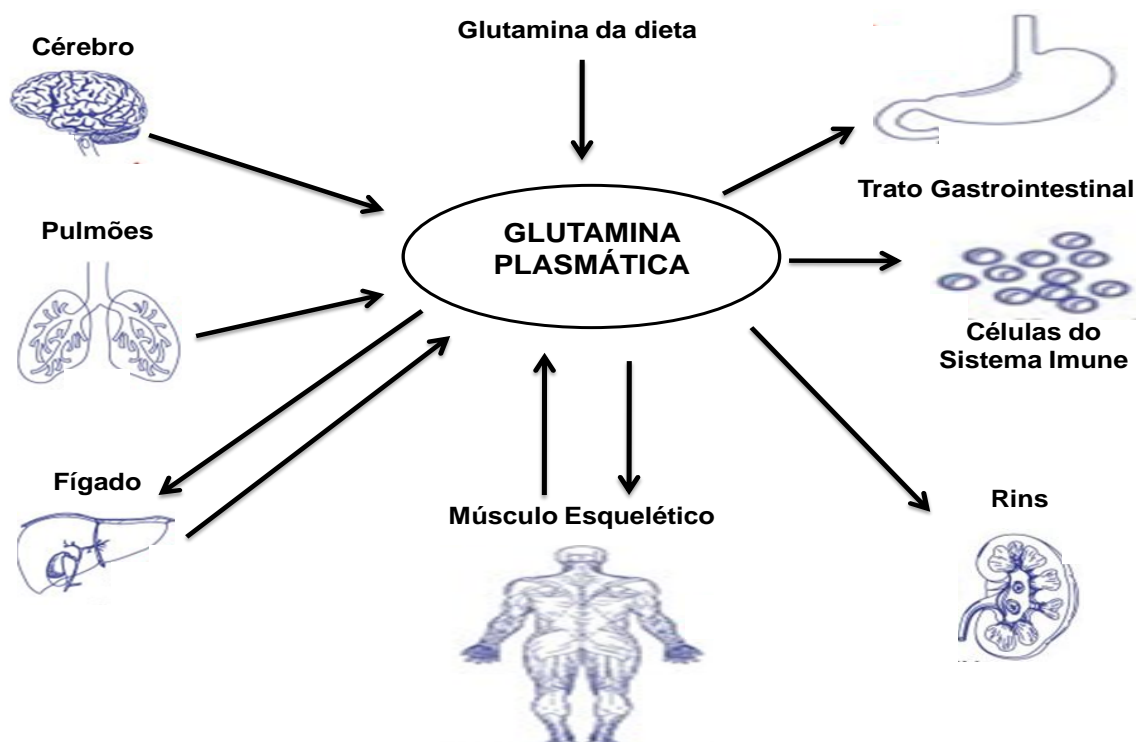 Glutamina da dieta
Cérebro
GLUTAMINA
PLASMÁTICA
Trato Gastrointestinal
Pulmões
Células do
Sistema Imune
Fígado
Músculo Esquelético
Rins